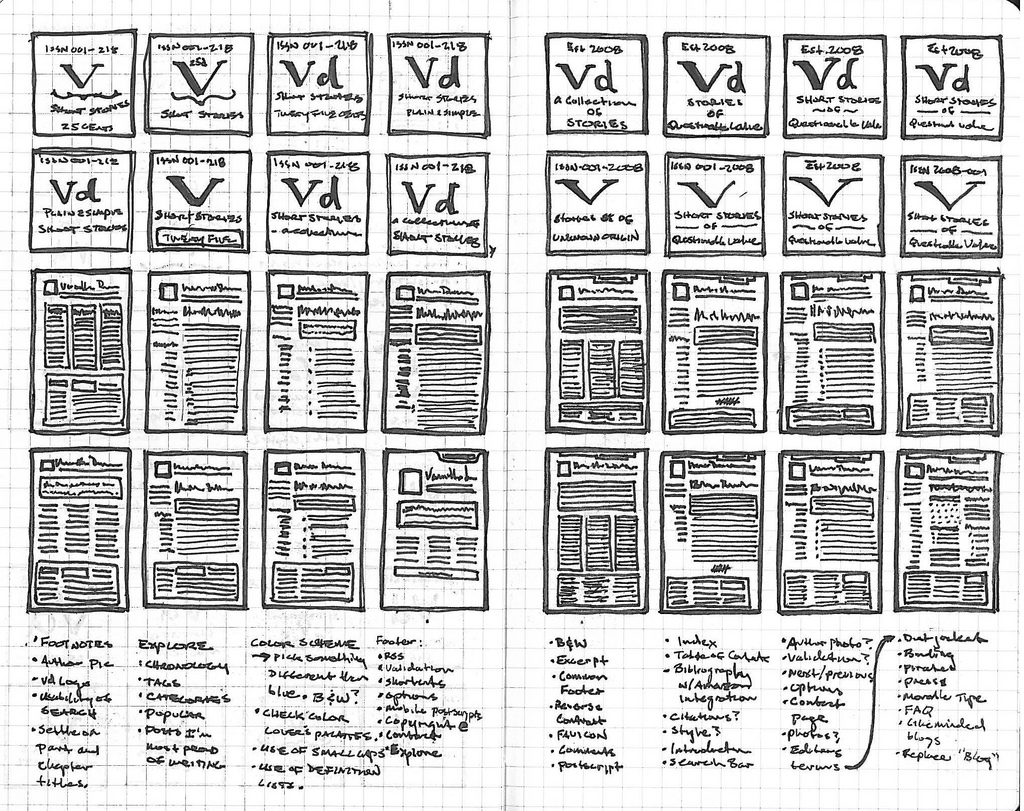 ISSN 001-218
V
SHORT STORIES
25 CENTS
ISSN 001-218
25¢
V
SHORT STORIES
ISSN 001-218
Vd
SHORT STORIES
TWENTY FIVE CENTS
ISSN 001-218
Vd
SHORT STORIES
PLAIN & SIMPLE
EST 2008
Vd
a collection
OF
STORIES
EST 2008
Vd
STORIES
OF
Questionable Value
EST. 2008
Vd
SHORT STORIES
OF
Questionable Value
EST 2008
Vd
SHORT STORIES
OF
Question value
ISSN 001-218
Vd
PLAIN & SIMPLE
SHORT STORIES
ISSN 001-218
V
SHORT STORIES
TWENTY FIVE
ISSN 001-218
Vd
SHORT STORIES
- a collection
ISSN 001-218
Vd
a collection of
SHORT STORIES
ISSN-001-2008
V
Stories OF
UNKNOWN ORIGIN
ISSN-001-2008
V
SHORT STORIES
OF
Questionable Value
EST 2008
V
SHORT STORIES
OF
Questionable Value
ISSN 2008-001
V
SHORT STORIES
OF
Questionable Value
• FOOTNOTES
• Author Pic
• Vd Logo
• Usability of
SEARCH
• Settle on
Part and
Chapter
titles.
EXPLORE
• CHRONOLOGY
• TAGS
• CATEGORIES
• POPULAR
• POSTS I'm
most proud
OF WRITING
COLOR SCHEME
→ Pick something
Different then
blue. B&W?
• CHECK COLOR
LOVER'S PALATTES.
• USE OF SMALL CAPS
• USE OF DEFINITION
LISTS.
Footer:
• RSS
• Validation
• Shortcuts
• options
• mobile Postscripts
• Copyright ©
• Contact
• Explore
• B&W
• Excerpt
• Common
Footer
• Reverse
Contrast
• FAVICON
• Comments
• Postscript
• Index
• Table of Contents
• Bibliography
w/Amazon
integration
• Citations?
• Style?
• Introduction
• Search Bar
• Author Photo?
• Validation?
• Next/previous
• options
• Contact
page
• photos?
• Editors
terms
• Dust jackets
• Binding
• Printed
• press
• Movable Type
• FAQ
• Likeminded
blogs
• Replace "Blog"